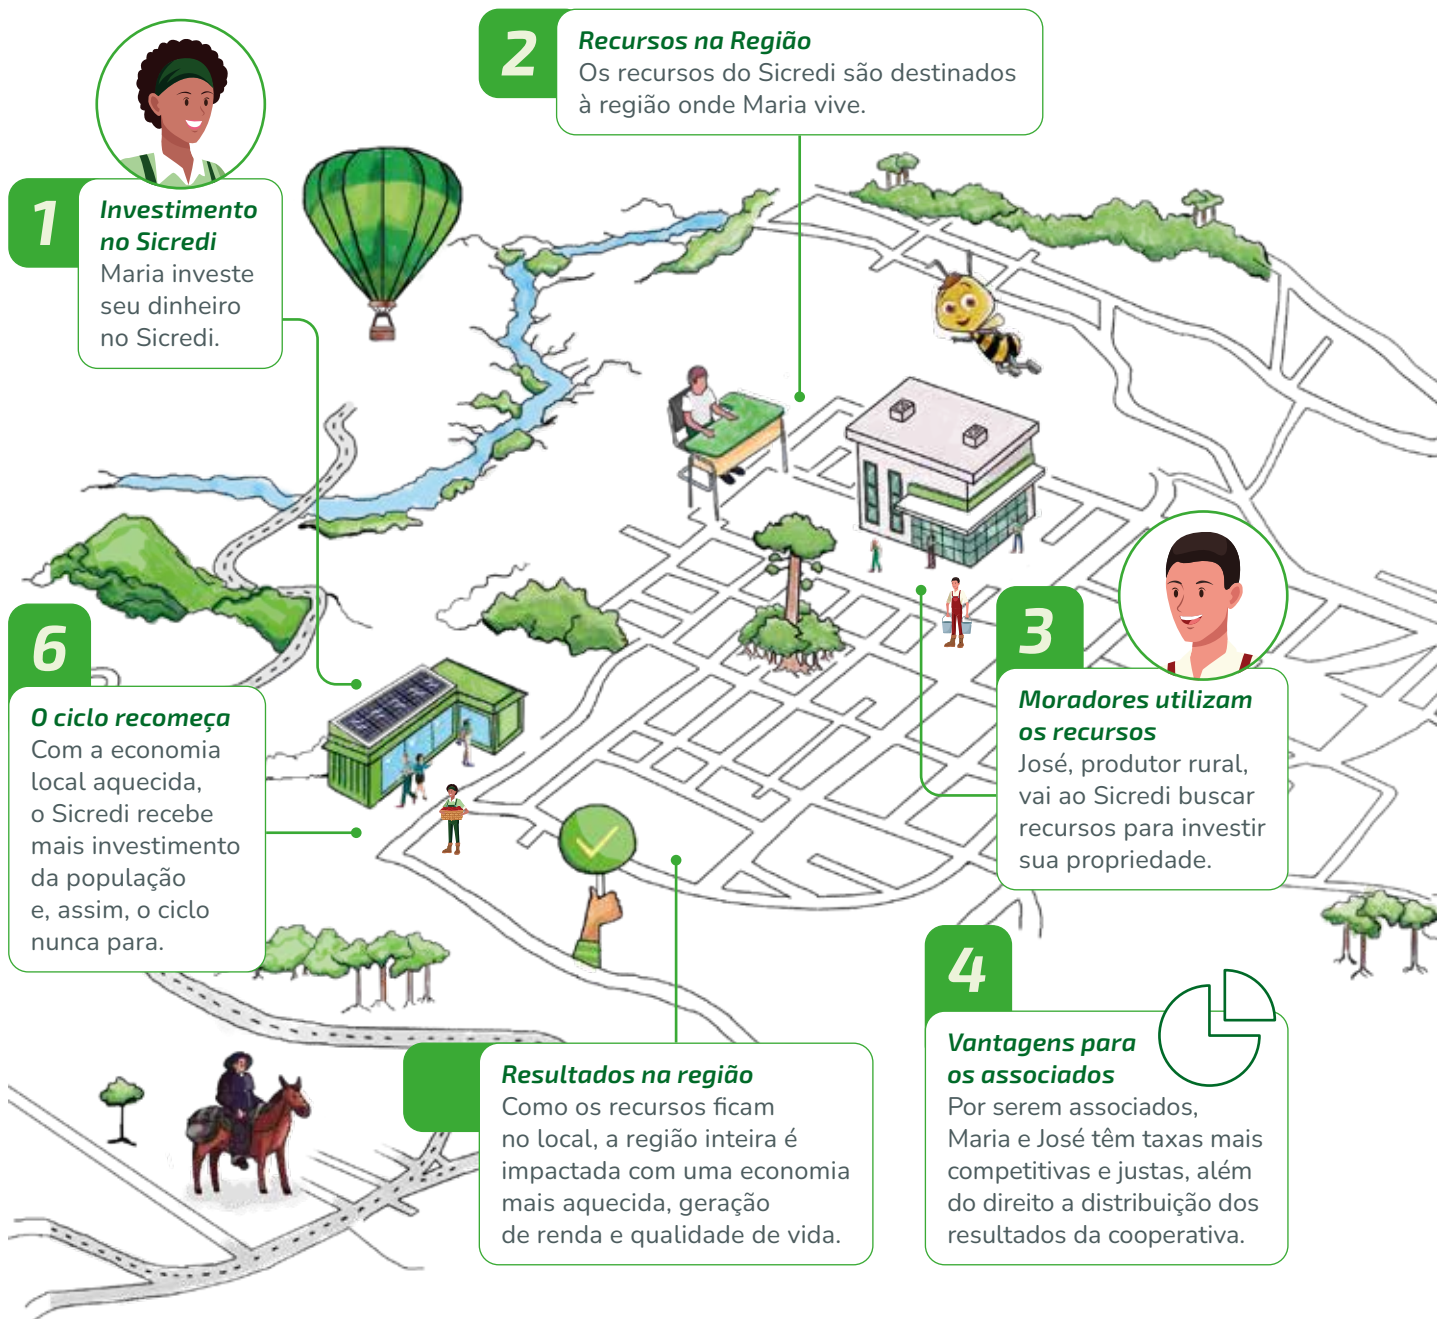 1
Investimento
no Sicredi
Maria investe
seu dinheiro
no Sicredi.
2
Recursos na Região
Os recursos do Sicredi são destinados
à região onde Maria vive.
3
Moradores utilizam
os recursos
José, produtor rural,
vai ao Sicredi buscar
recursos para investir
sua propriedade.
4
Vantagens para
os associados
Por serem associados,
Maria e José têm taxas mais
competitivas e justas, além
do direito a distribuição dos
resultados da cooperativa.
Resultados na região
Como os recursos ficam
no local, a região inteira é
impactada com uma economia
mais aquecida, geração
de renda e qualidade de vida.
6
O ciclo recomeça
Com a economia
local aquecida,
o Sicredi recebe
mais investimento
da população
e, assim, o ciclo
nunca para.